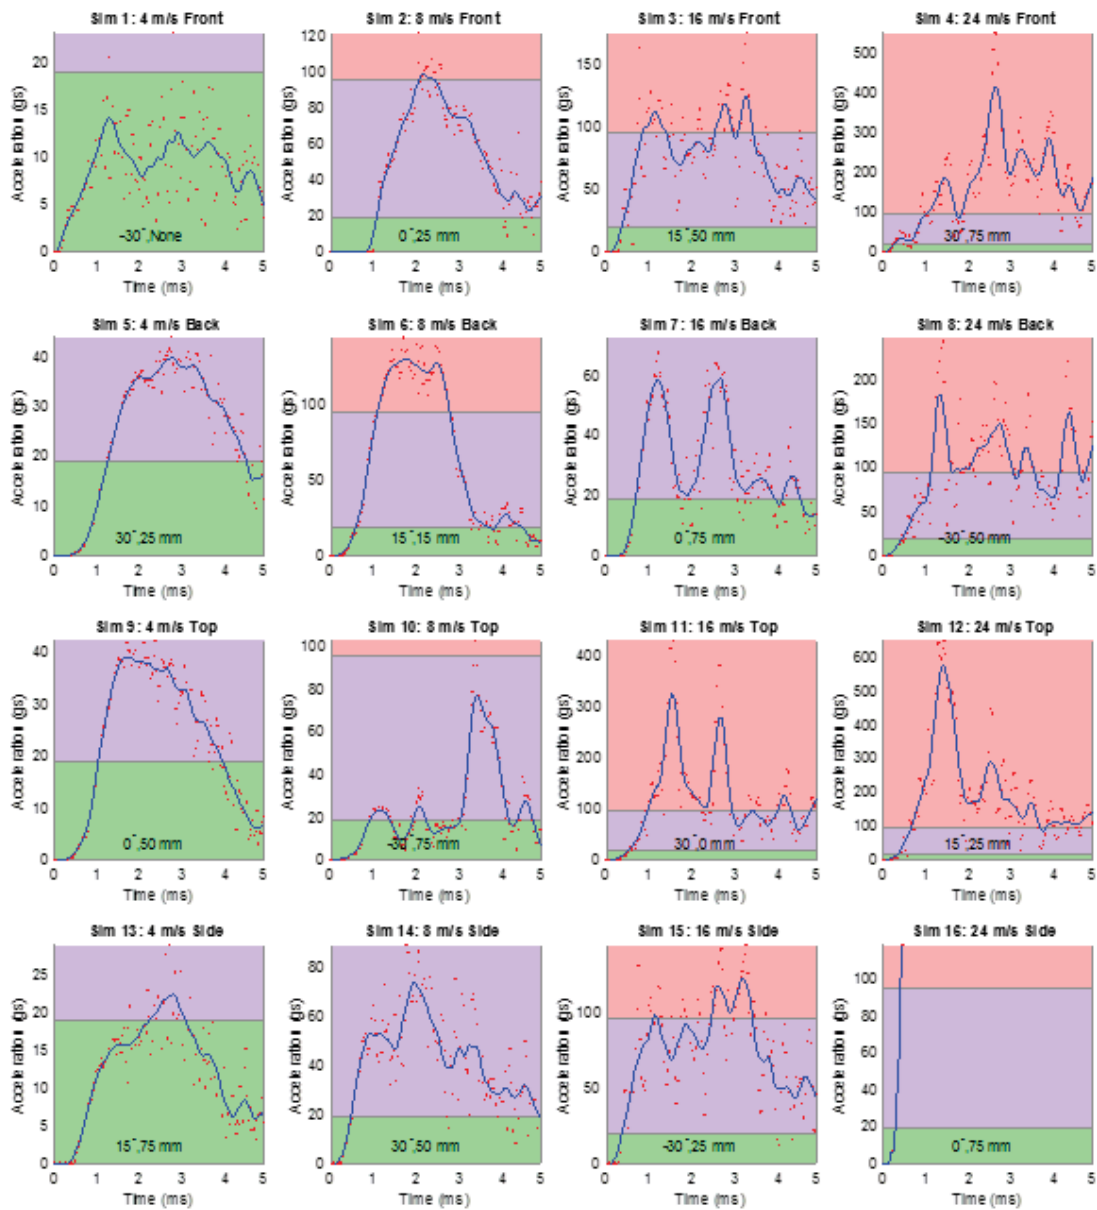 Sim 1: 4 m/s Front
Acceleration (gs)
20
15
10
5
0
-30°,None
0 1 2 3 4 5
Time (ms)
Sim 2: 8 m/s Front
Acceleration (gs)
120
100
80
60
40
20
0
0°,25 mm
0 1 2 3 4 5
Time (ms)
Sim 3: 16 m/s Front
Acceleration (gs)
150
100
50
0
15°,50 mm
0 1 2 3 4 5
Time (ms)
Sim 4: 24 m/s Front
Acceleration (gs)
500
400
300
200
100
0
30°,75 mm
0 1 2 3 4 5
Time (ms)
Sim 5: 4 m/s Back
Acceleration (gs)
40
30
20
10
0
30°,25 mm
0 1 2 3 4 5
Time (ms)
Sim 6: 8 m/s Back
Acceleration (gs)
100
50
0
15°,15 mm
0 1 2 3 4 5
Time (ms)
Sim 7: 16 m/s Back
Acceleration (gs)
60
40
20
0
0°,75 mm
0 1 2 3 4 5
Time (ms)
Sim 8: 24 m/s Back
Acceleration (gs)
200
150
100
50
0
-30°,50 mm
0 1 2 3 4 5
Time (ms)
Sim 9: 4 m/s Top
Acceleration (gs)
40
30
20
10
0
0°,50 mm
0 1 2 3 4 5
Time (ms)
Sim 10: 8 m/s Top
Acceleration (gs)
100
80
60
40
20
0
-30°,75 mm
0 1 2 3 4 5
Time (ms)
Sim 11: 16 m/s Top
Acceleration (gs)
400
300
200
100
0
30°,0 mm
0 1 2 3 4 5
Time (ms)
Sim 12: 24 m/s Top
Acceleration (gs)
600
500
400
300
200
100
0
15°,25 mm
0 1 2 3 4 5
Time (ms)
Sim 13: 4 m/s Side
Acceleration (gs)
25
20
15
10
5
0
15°,75 mm
0 1 2 3 4 5
Time (ms)
Sim 14: 8 m/s Side
Acceleration (gs)
80
60
40
20
0
30°,50 mm
0 1 2 3 4 5
Time (ms)
Sim 15: 16 m/s Side
Acceleration (gs)
100
50
0
-30°,25 mm
0 1 2 3 4 5
Time (ms)
Sim 16: 24 m/s Side
Acceleration (gs)
100
80
60
40
20
0
0°,75 mm
0 1 2 3 4 5
Time (ms)